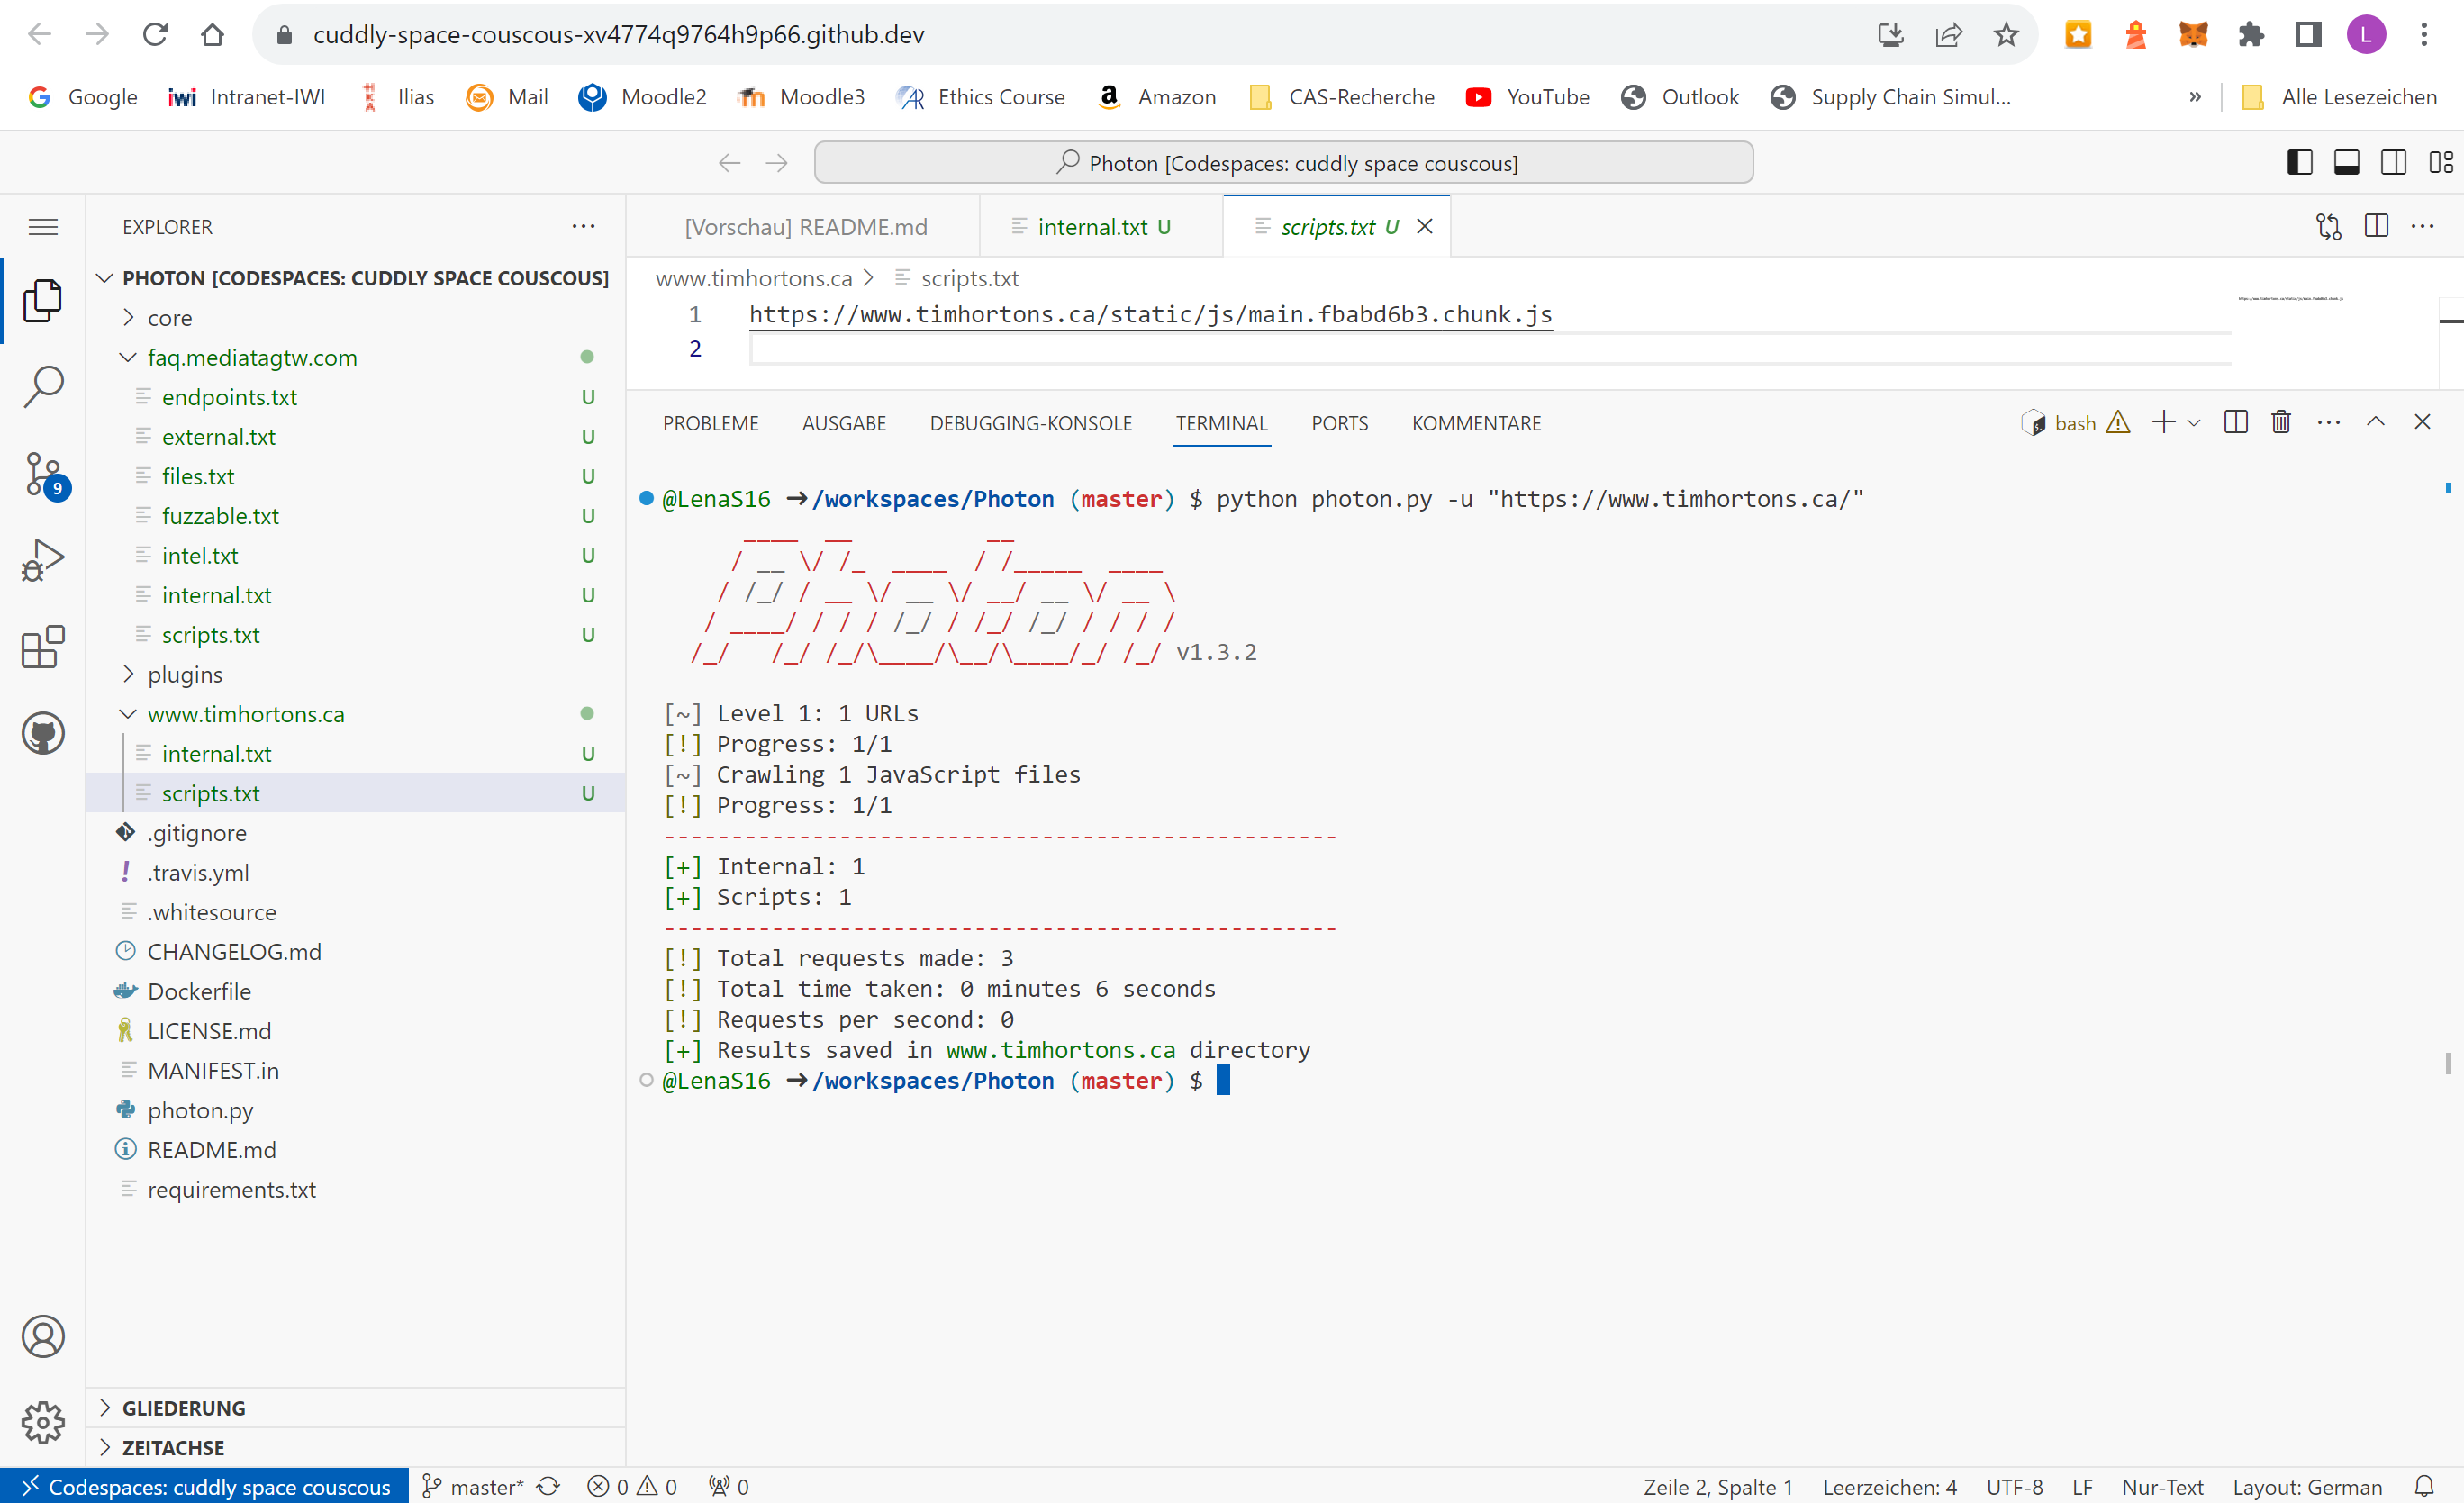 cuddly-space-couscous-xv4774q9764h9p66.github.dev
L
Google
Intranet-IWI
Ilias
Mail
Moodle2
Moodle3
Ethics Course
Amazon
CAS-Recherche
YouTube
Outlook
Supply Chain Simul...
»
Alle Lesezeichen
Photon [Codespaces: cuddly space couscous]
EXPLORER
PHOTON [CODESPACES: CUDDLY SPACE COUSCOUS]
core
faq.mediatagtw.com
endpoints.txt U
external.txt U
files.txt U
fuzzable.txt U
intel.txt U
internal.txt U
scripts.txt U
plugins
www.timhortons.ca
internal.txt U
scripts.txt U
.gitignore
.travis.yml
.whitesource
CHANGELOG.md
Dockerfile
LICENSE.md
MANIFEST.in
photon.py
README.md
requirements.txt
GLIEDERUNG
ZEITACHSE
9
[Vorschau] README.md
internal.txt U
scripts.txt U
www.timhortons.ca > scripts.txt
1 https://www.timhortons.ca/static/js/main.fbabd6b3.chunk.js
2
PROBLEME
AUSGABE
DEBUGGING-KONSOLE
TERMINAL
PORTS
KOMMENTARE
bash
@LenaS16 ➜/workspaces/Photon (master) $ python photon.py -u "https://www.timhortons.ca/"
Photon
v1.3.2
[~] Level 1: 1 URLs
[!] Progress: 1/1
[~] Crawling 1 JavaScript files
[!] Progress: 1/1
--------------------------------------------------
[+] Internal: 1
[+] Scripts: 1
--------------------------------------------------
[!] Total requests made: 3
[!] Total time taken: 0 minutes 6 seconds
[!] Requests per second: 0
[+] Results saved in www.timhortons.ca directory
@LenaS16 ➜/workspaces/Photon (master) $
Codespaces: cuddly space couscous
master*
0
0
0
Zeile 2, Spalte 1
Leerzeichen: 4
UTF-8
LF
Nur-Text
Layout: German